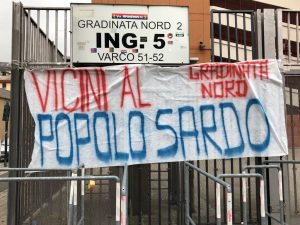 GRADINATA NORD 2
ING. 5
VARCO 51-52
VICINI AL
GRADINATA
NORD
POPOLO SARDO